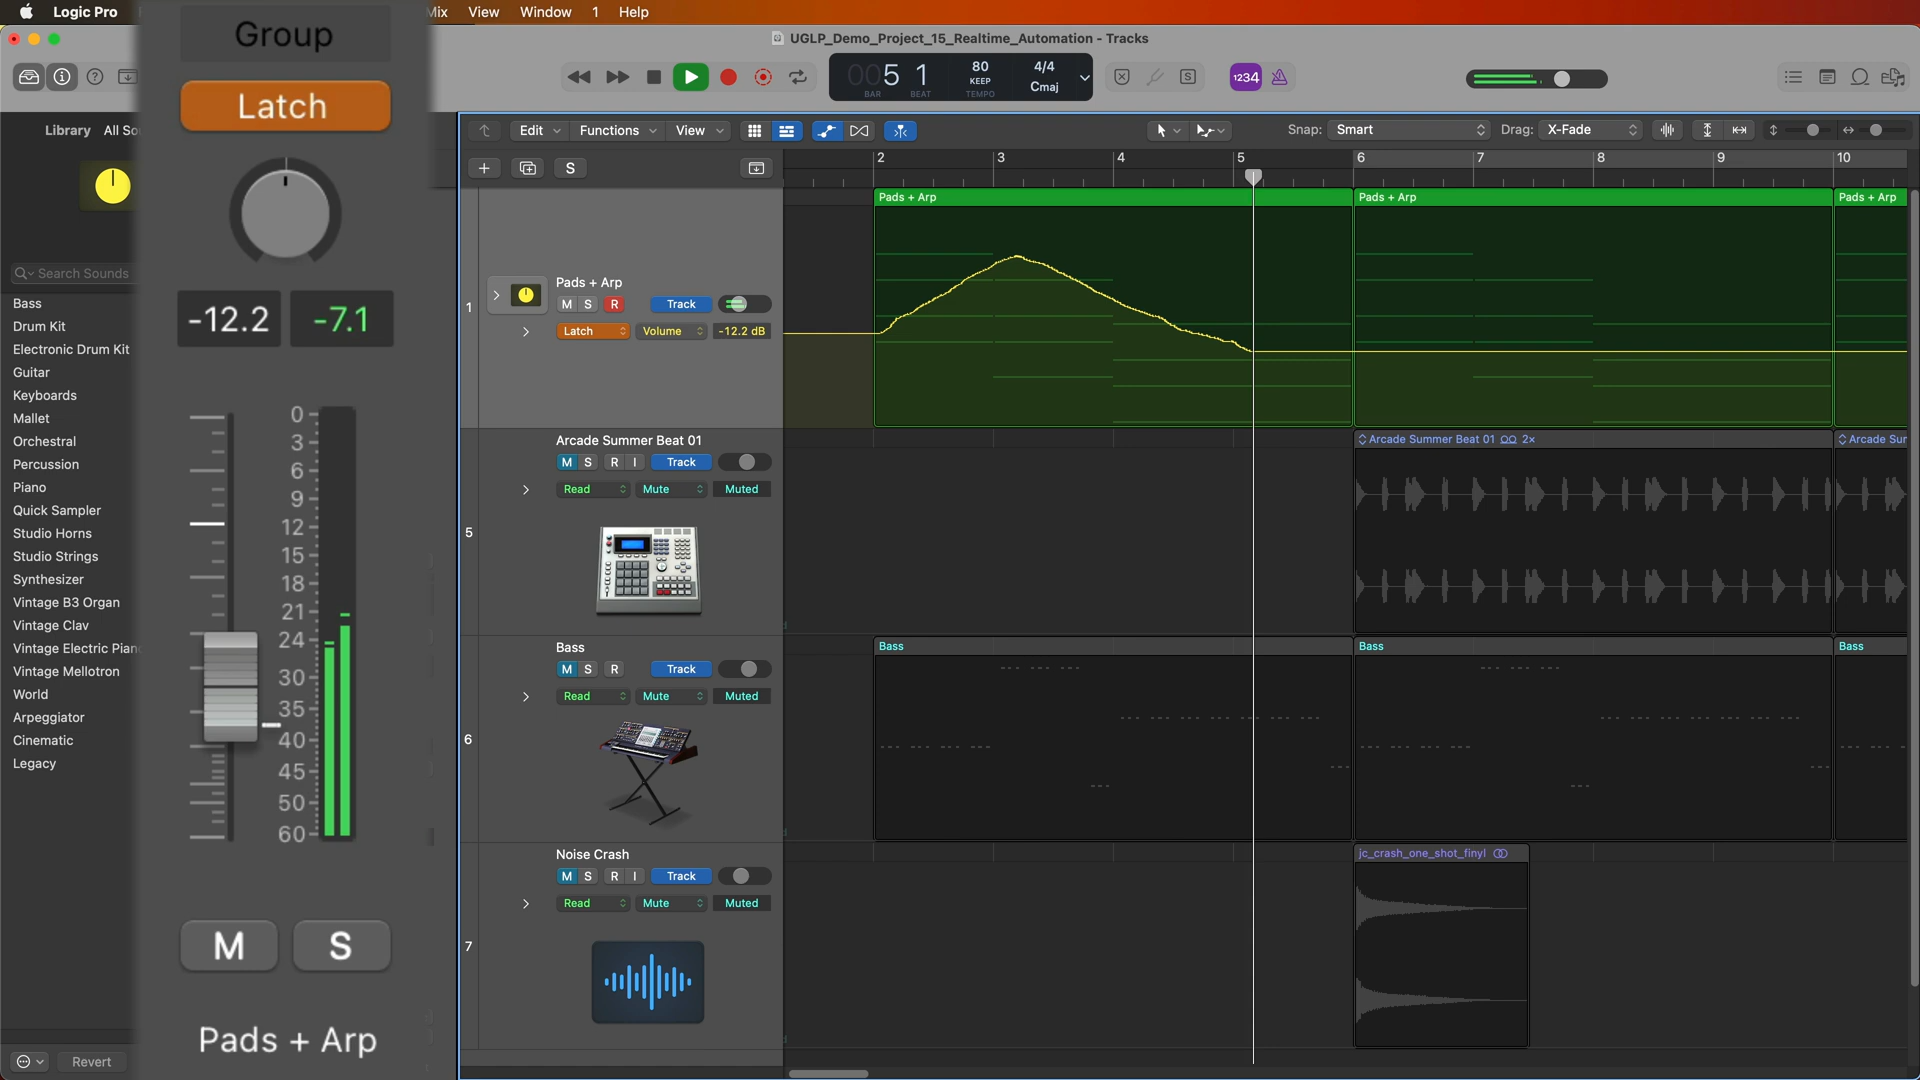 Logic Pro
Mix
View
Window
1
Help
UGLP_Demo_Project_15_Realtime_Automation - Tracks
005 1
BAR
BEAT
80
KEEP
TEMPO
4/4
Cmaj
1234
Library
All So
Search Sounds
Bass
Drum Kit
Electronic Drum Kit
Guitar
Keyboards
Mallet
Orchestral
Percussion
Piano
Quick Sampler
Studio Horns
Studio Strings
Synthesizer
Vintage B3 Organ
Vintage Clav
Vintage Electric Pian
Vintage Mellotron
World
Arpeggiator
Cinematic
Legacy
Revert
Group
Latch
-12.2
-7.1
0
3
6
9
12
15
18
21
24
30
35
40
45
50
60
M
S
Pads + Arp
Edit
Functions
View
Snap: Smart
Drag: X-Fade
S
2 3 4 5 6 7 8 9 10
1
Pads + Arp
M S R Track
Latch Volume -12.2 dB
Pads + Arp
Pads + Arp
Pads + Arp
5
Arcade Summer Beat 01
M S R I Track
Read Mute Muted
Arcade Summer Beat 01 2×
Arcade Sur
6
Bass
M S R Track
Read Mute Muted
Bass
Bass
Bass
7
Noise Crash
M S R I Track
Read Mute Muted
jc_crash_one_shot_finyl